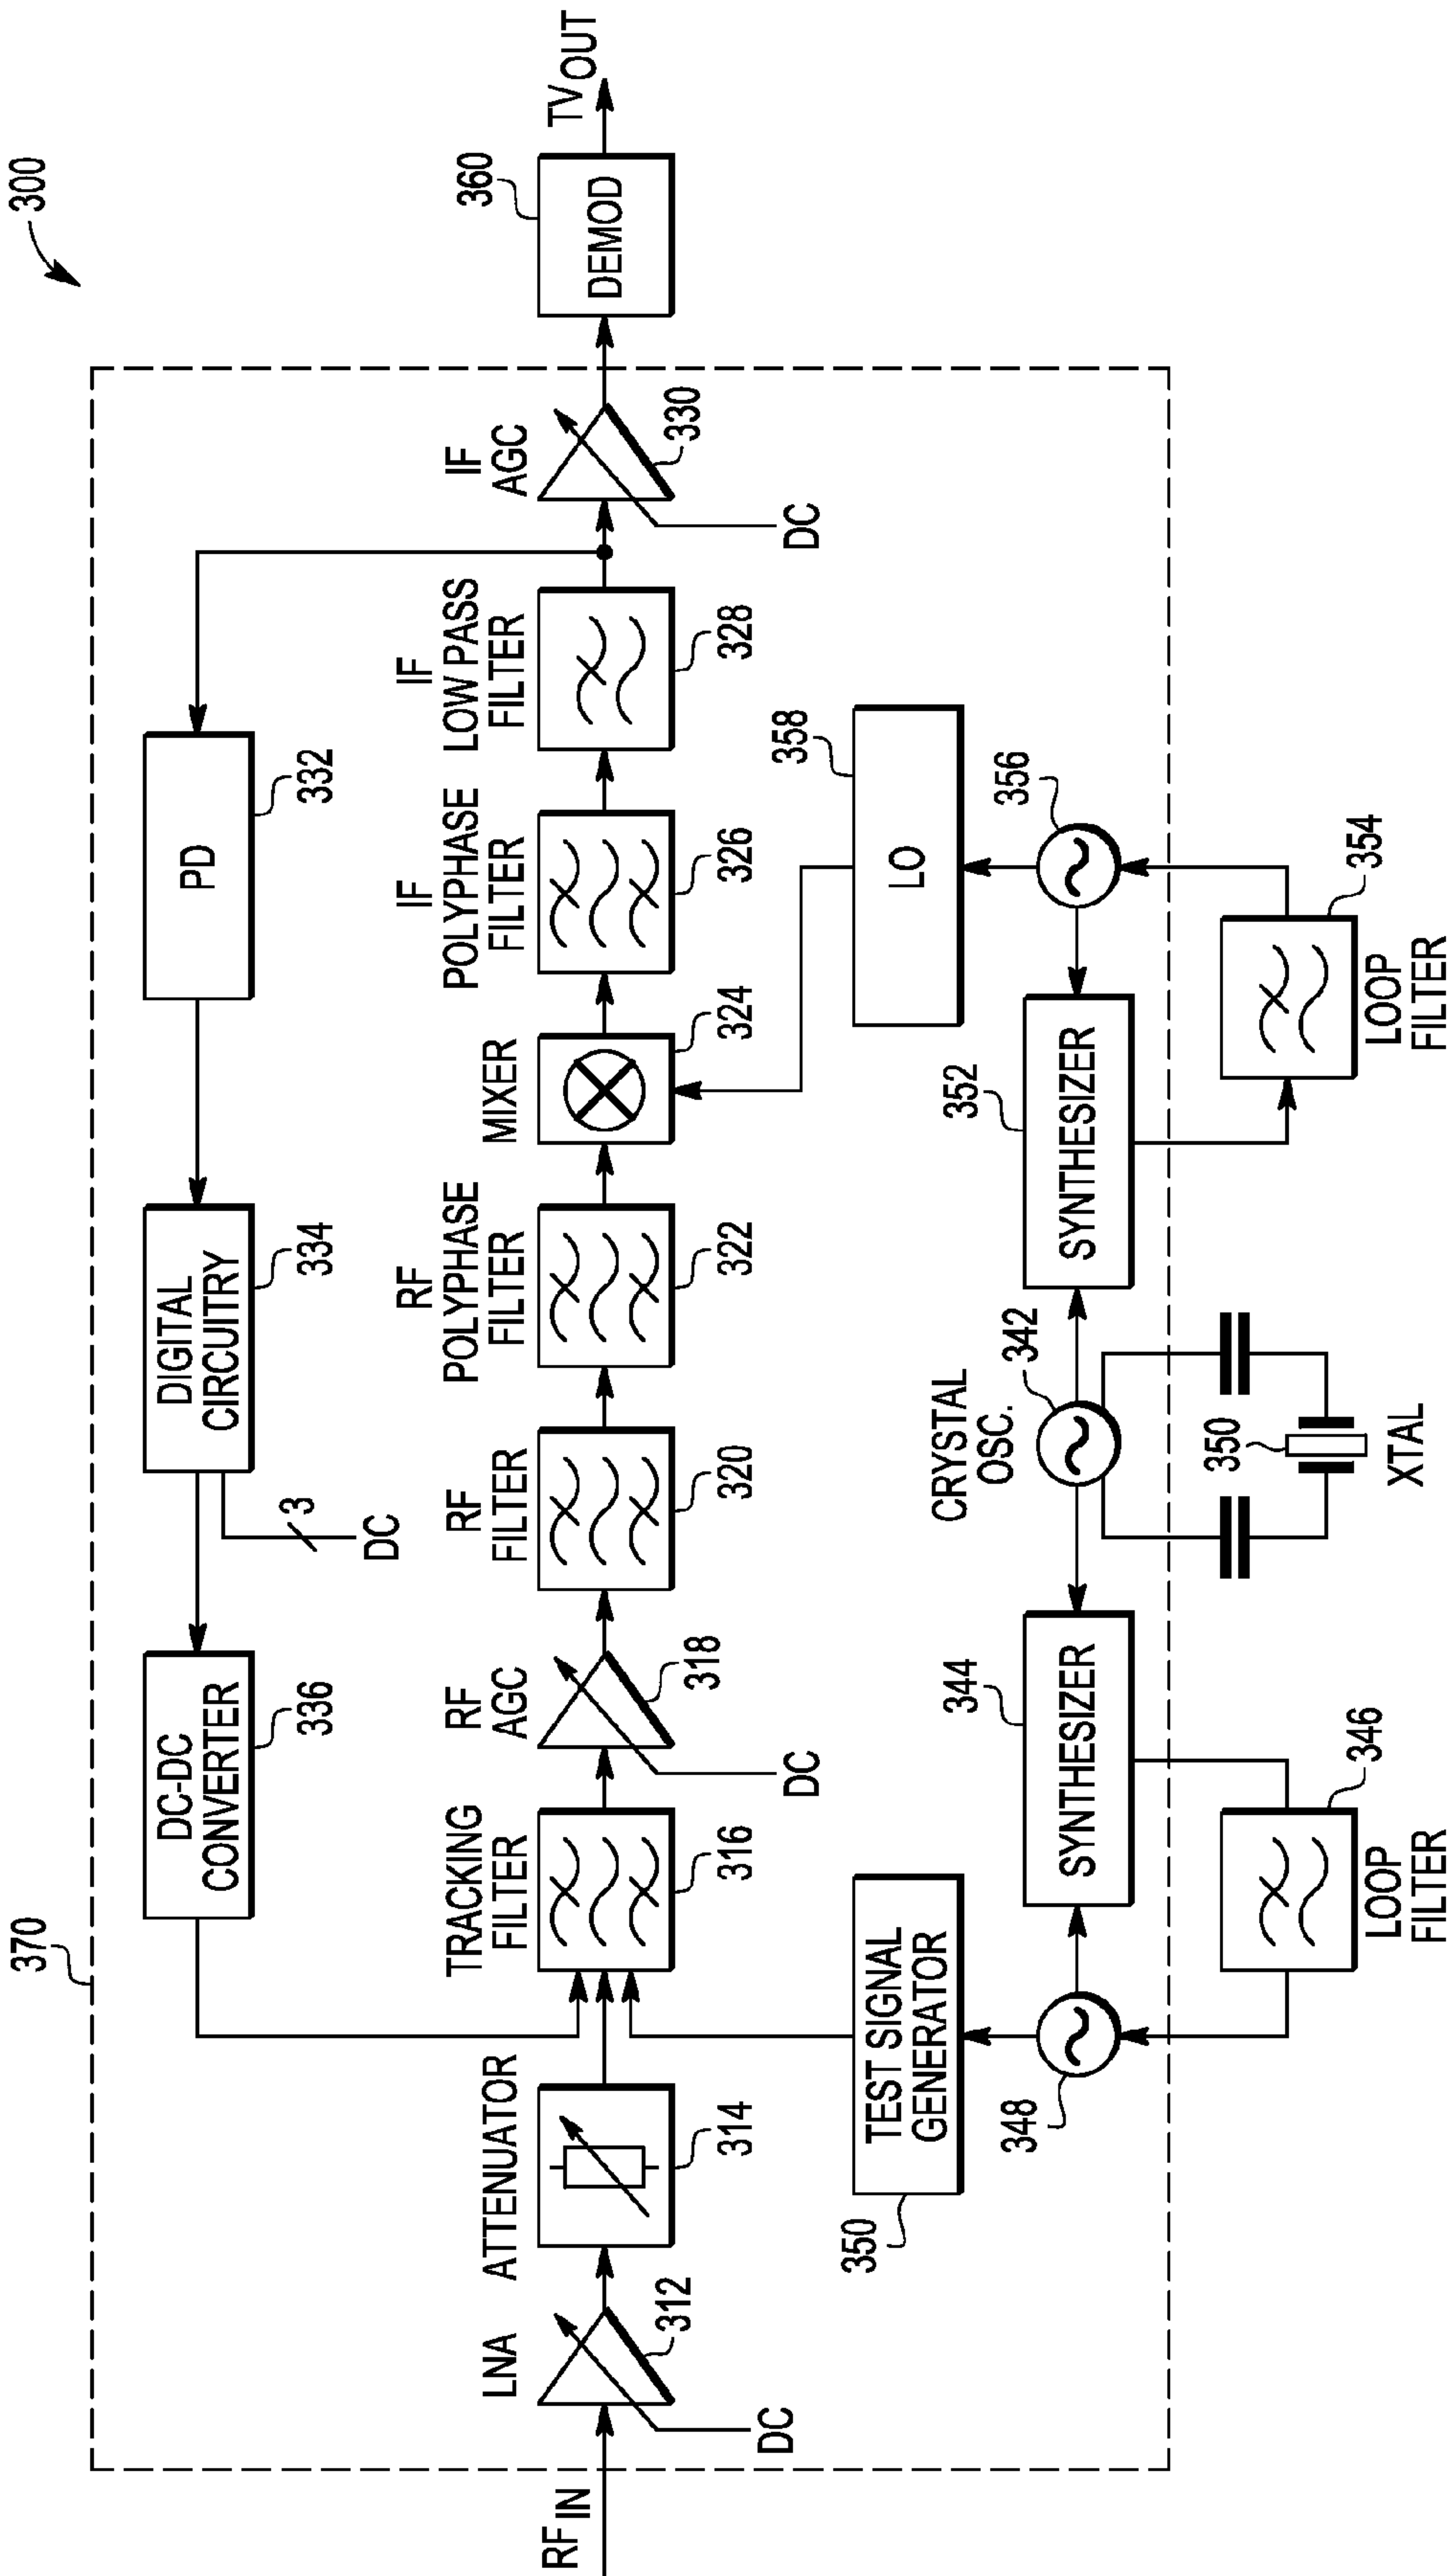 300
370
DC-DC
CONVERTER
336
DIGITAL
CIRCUITRY
334
3
DC
PD
332
RF IN
LNA
312
DC
ATTENUATOR
314
TRACKING
FILTER
316
RF
AGC
318
DC
RF
FILTER
320
RF
POLYPHASE
FILTER
322
MIXER
324
IF
POLYPHASE
FILTER
326
IF
LOW PASS
FILTER
328
IF
AGC
330
DC
DEMOD
360
TV OUT
TEST SIGNAL
GENERATOR
350
LO
358
348
SYNTHESIZER
344
CRYSTAL
OSC.
342
SYNTHESIZER
352
356
LOOP
FILTER
346
350
XTAL
LOOP
FILTER
354